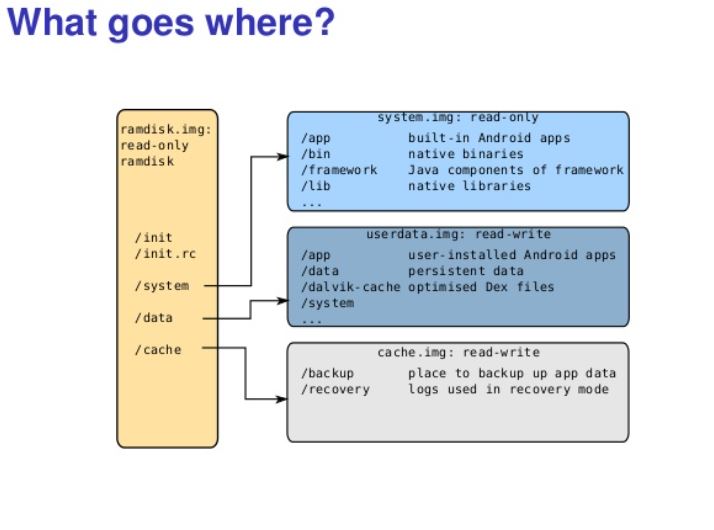 What goes where?
ramdisk.img:
read-only
ramdisk
/init
/init.rc
/system
/data
/cache
system.img: read-only
/app built-in Android apps
/bin native binaries
/framework Java components of framework
/lib native libraries
...
userdata.img: read-write
/app user-installed Android apps
/data persistent data
/dalvik-cache optimised Dex files
/system
...
cache.img: read-write
/backup place to backup up app data
/recovery logs used in recovery mode